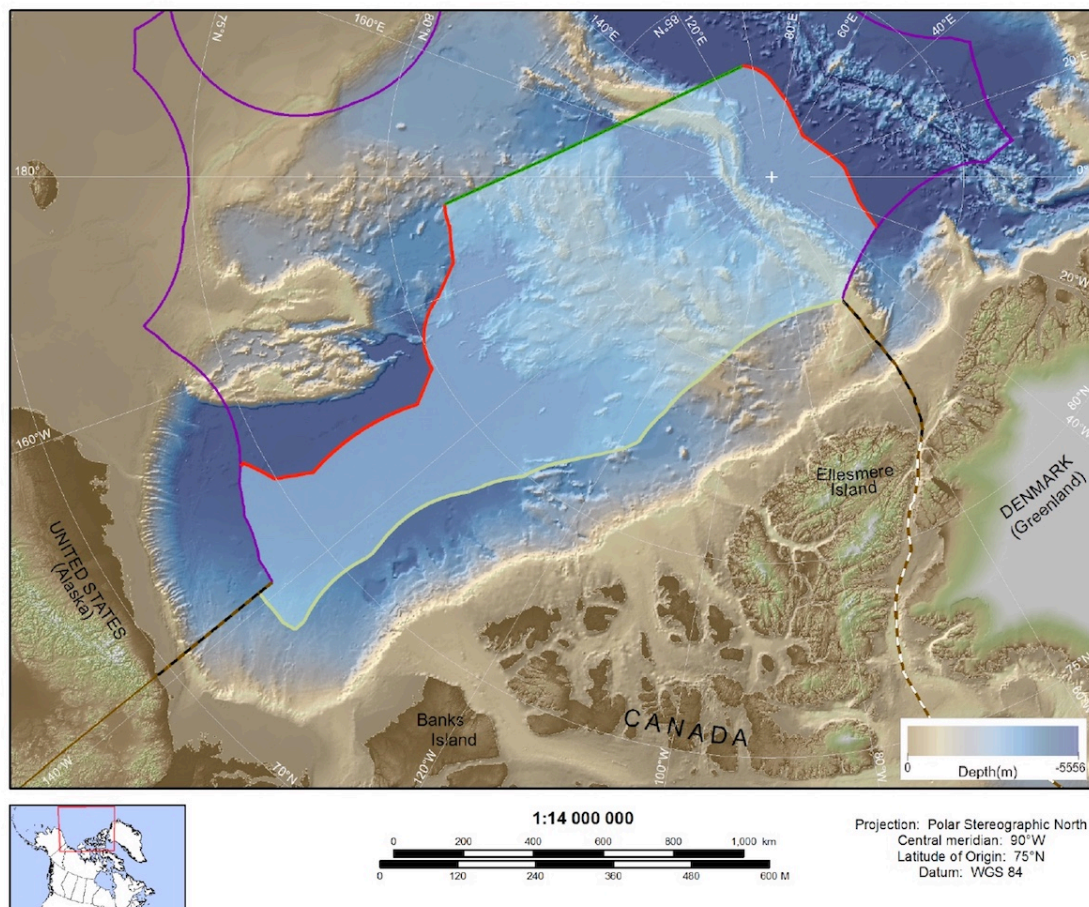 75°N
160°E
80°N
140°E
85°N
120°E
80°E
60°E
40°E
20°E
180°
0°
20°W
160°W
Ellesmere
Island
80°N
40°W
DENMARK
(Greenland)
UNITED STATES
(Alaska)
75°N
60°W
Banks
Island
CANADA
140°W
70°N
120°W
100°W
80°W
0
-5556
Depth(m)
1:14 000 000
0 200 400 600 800 1,000 km
0 120 240 360 480 600 M
Projection: Polar Stereographic North
Central meridian: 90°W
Latitude of Origin: 75°N
Datum: WGS 84